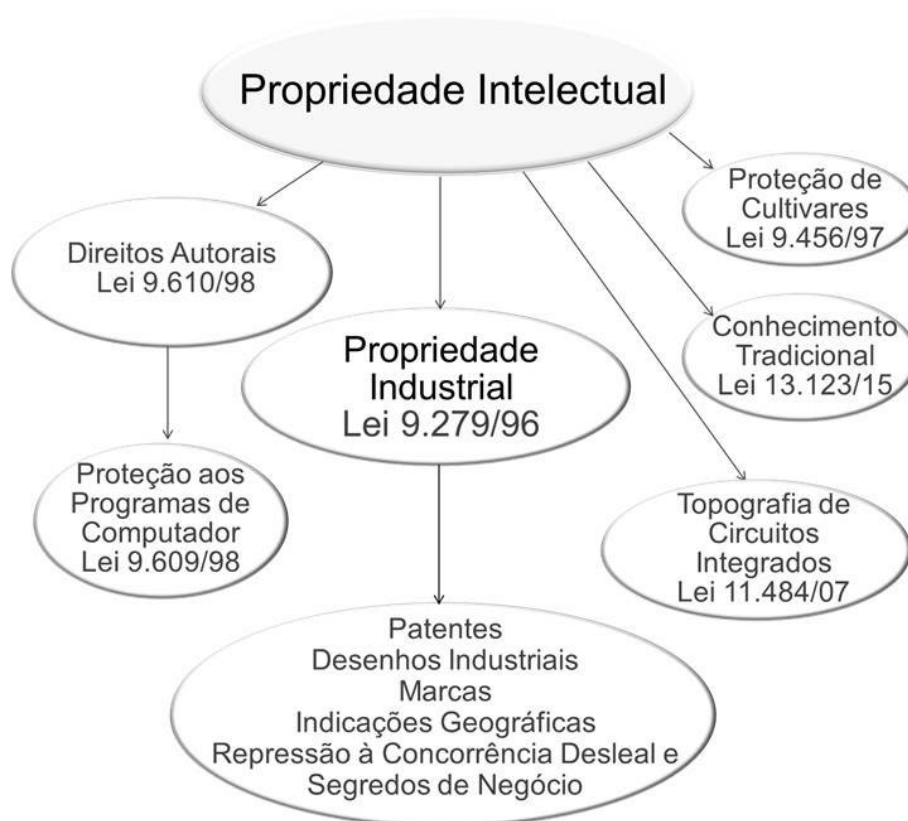 Propriedade Intelectual
Direitos Autorais
Lei 9.610/98
Proteção aos
Programas de
Computador
Lei 9.609/98
Propriedade
Industrial
Lei 9.279/96
Patentes
Desenhos Industriais
Marcas
Indicações Geográficas
Repressão à Concorrência Desleal e
Segredos de Negócio
Proteção de
Cultivares
Lei 9.456/97
Conhecimento
Tradicional
Lei 13.123/15
Topografia de
Circuitos
Integrados
Lei 11.484/07